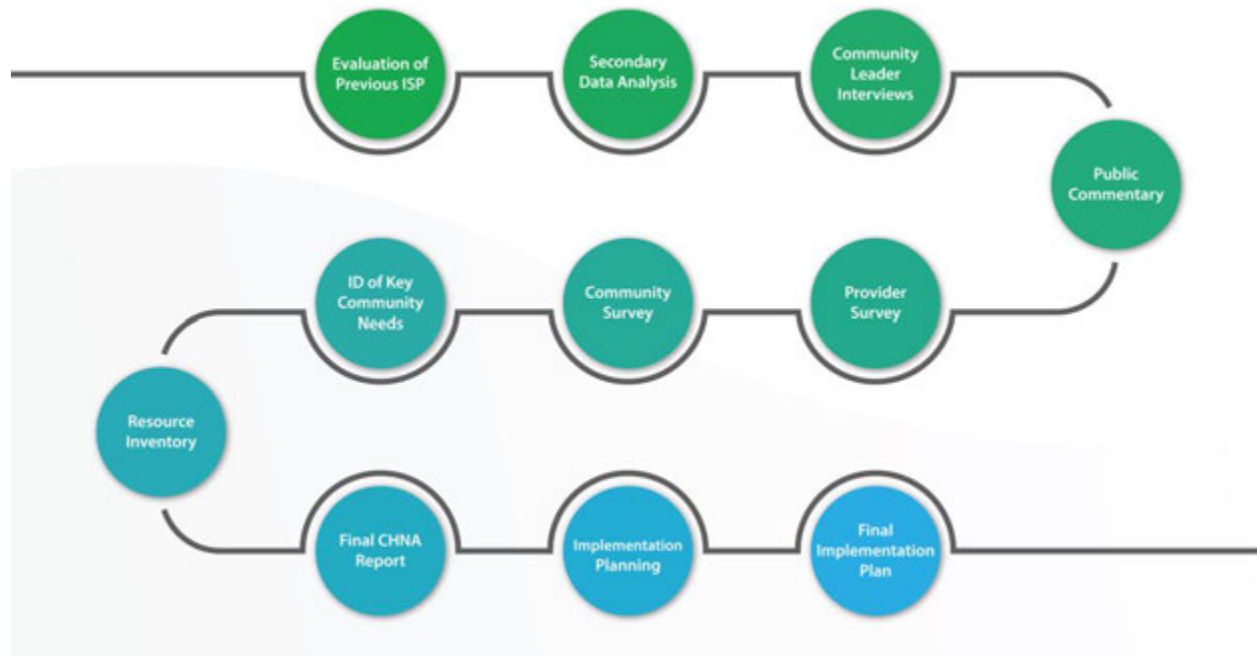 Evaluation of
Previous ISP
Secondary
Data Analysis
Community
Leader
Interviews
Public
Commentary
Provider
Survey
Community
Survey
ID of Key
Community
Needs
Resource
Inventory
Final CHNA
Report
Implementation
Planning
Final
Implementation
Plan